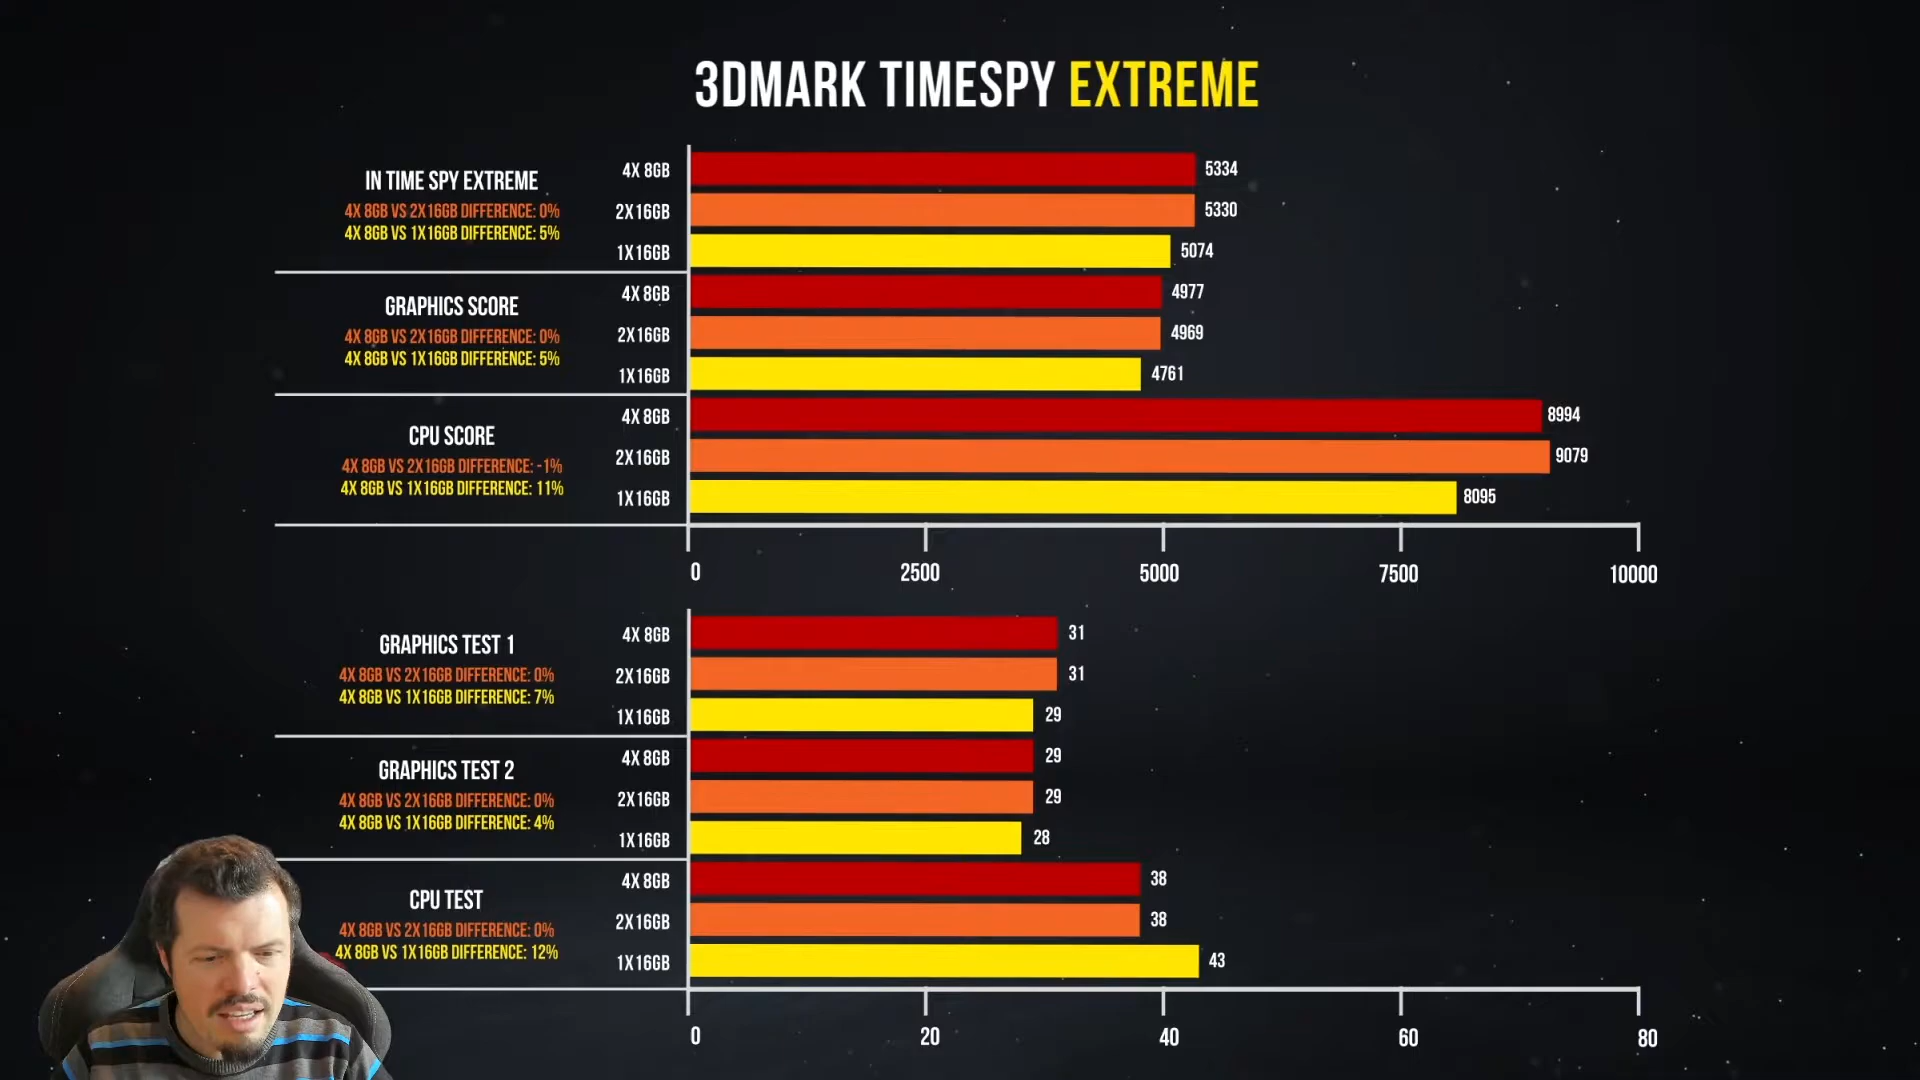 3DMARK TIMESPY EXTREME
IN TIME SPY EXTREME
4X 8GB VS 2X16GB DIFFERENCE: 0%
4X 8GB VS 1X16GB DIFFERENCE: 5%
4X 8GB 5334
2X16GB 5330
1X16GB 5074
GRAPHICS SCORE
4X 8GB VS 2X16GB DIFFERENCE: 0%
4X 8GB VS 1X16GB DIFFERENCE: 5%
4X 8GB 4977
2X16GB 4969
1X16GB 4761
CPU SCORE
4X 8GB VS 2X16GB DIFFERENCE: -1%
4X 8GB VS 1X16GB DIFFERENCE: 11%
4X 8GB 8994
2X16GB 9079
1X16GB 8095
0 2500 5000 7500 10000
GRAPHICS TEST 1
4X 8GB VS 2X16GB DIFFERENCE: 0%
4X 8GB VS 1X16GB DIFFERENCE: 7%
4X 8GB 31
2X16GB 31
1X16GB 29
GRAPHICS TEST 2
4X 8GB VS 2X16GB DIFFERENCE: 0%
4X 8GB VS 1X16GB DIFFERENCE: 4%
4X 8GB 29
2X16GB 29
1X16GB 28
CPU TEST
4X 8GB VS 2X16GB DIFFERENCE: 0%
4X 8GB VS 1X16GB DIFFERENCE: 12%
4X 8GB 38
2X16GB 38
1X16GB 43
0 20 40 60 80